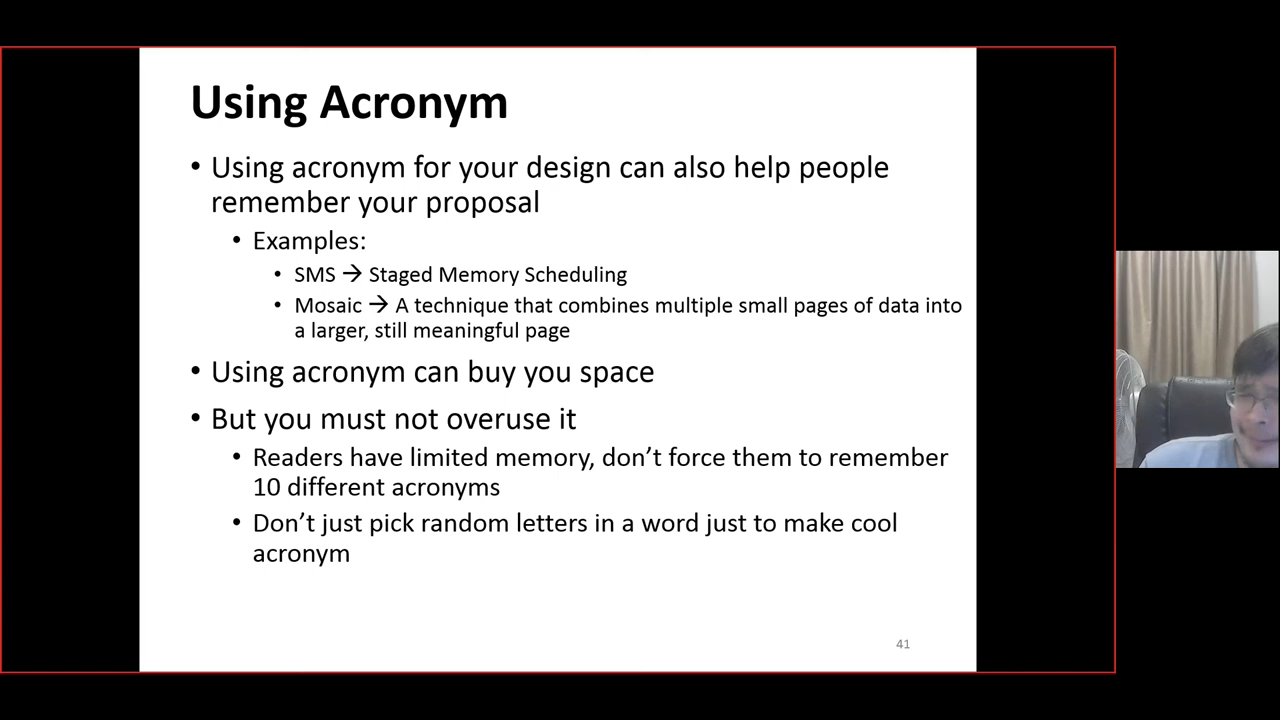 Using Acronym
• Using acronym for your design can also help people
remember your proposal
• Examples:
• SMS → Staged Memory Scheduling
• Mosaic → A technique that combines multiple small pages of data into
a larger, still meaningful page
• Using acronym can buy you space
• But you must not overuse it
• Readers have limited memory, don’t force them to remember
10 different acronyms
• Don’t just pick random letters in a word just to make cool
acronym
41